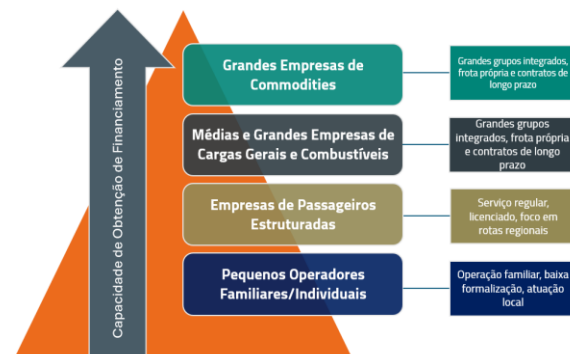 Capacidade de Obtenção de Financiamento
Grandes Empresas de
Commodities
Grandes grupos integrados,
frota própria e contratos de
longo prazo
Médias e Grandes Empresas de
Cargas Gerais e Combustíveis
Grandes grupos
integrados, frota própria
e contratos de longo
prazo
Empresas de Passageiros
Estruturadas
Serviço regular,
licenciado, foco em
rotas regionais
Pequenos Operadores
Familiares/Individuais
Operação familiar, baixa
formalização, atuação
local